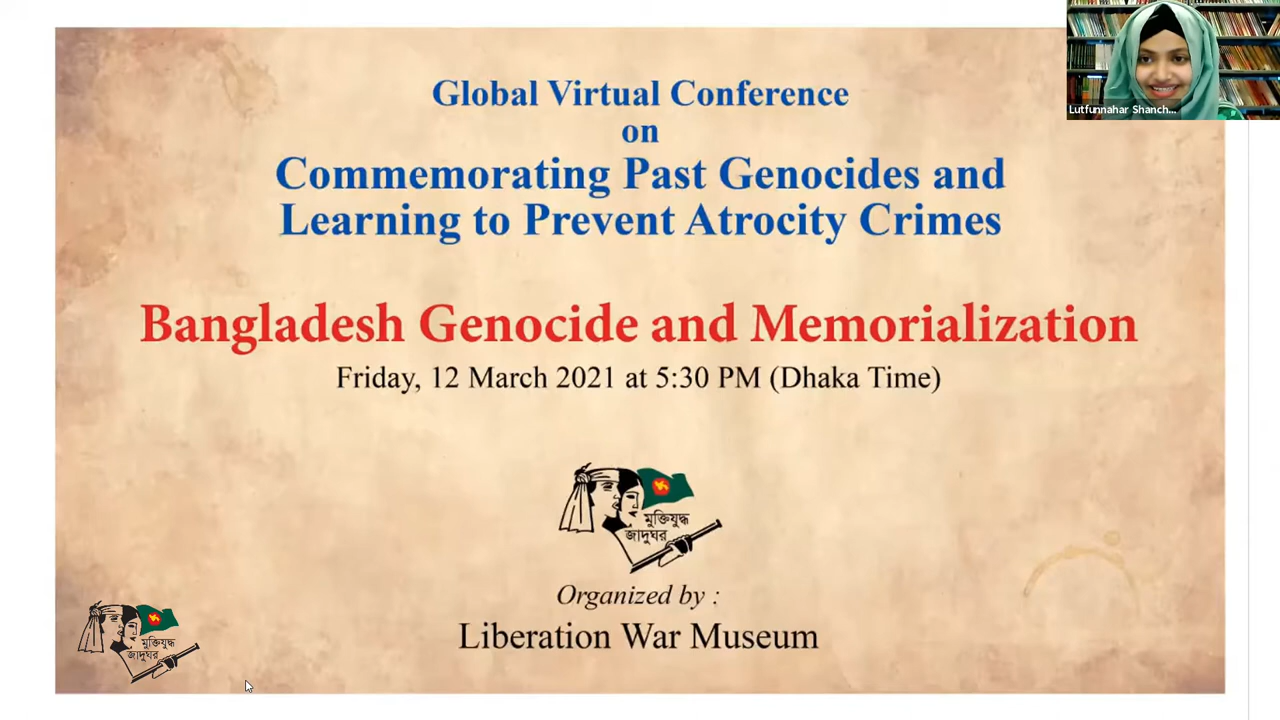 Global Virtual Conference
on
Commemorating Past Genocides and
Learning to Prevent Atrocity Crimes
Bangladesh Genocide and Memorialization
Friday, 12 March 2021 at 5:30 PM (Dhaka Time)
মুক্তিযুদ্ধ
জাদুঘর
Organized by :
Liberation War Museum
মুক্তিযুদ্ধ
জাদুঘর
Lutfunnahar Shanch...